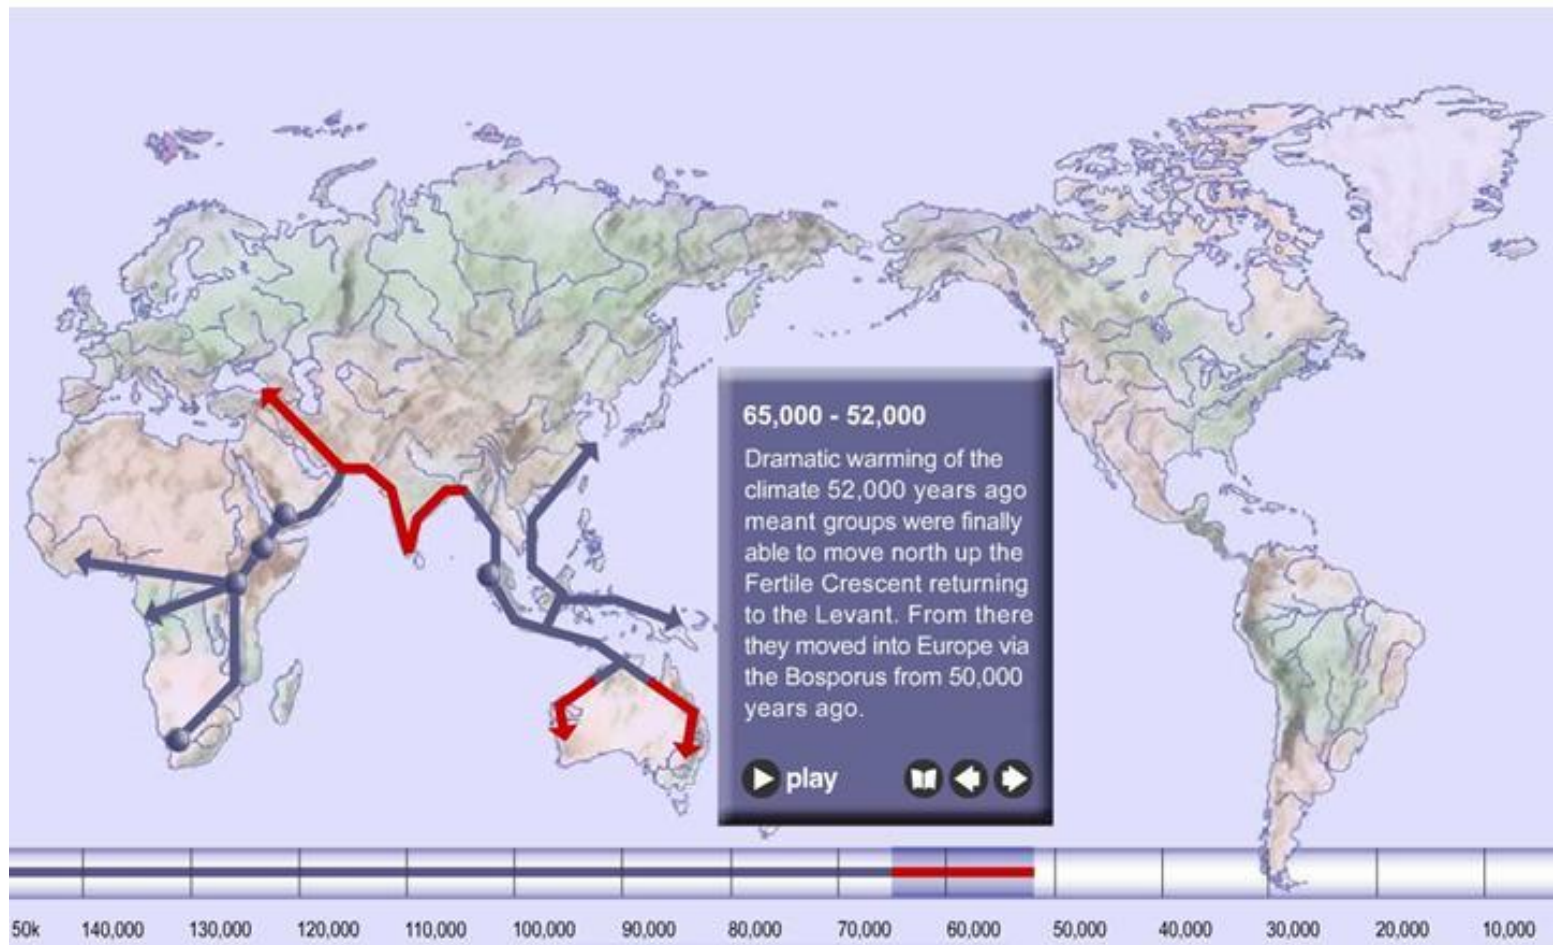 65,000 - 52,000
Dramatic warming of the
climate 52,000 years ago
meant groups were finally
able to move north up the
Fertile Crescent returning
to the Levant. From there
they moved into Europe via
the Bosporus from 50,000
years ago.
play
50k 140,000 130,000 120,000 110,000 100,000 90,000 80,000 70,000 60,000 50,000 40,000 30,000 20,000 10,000